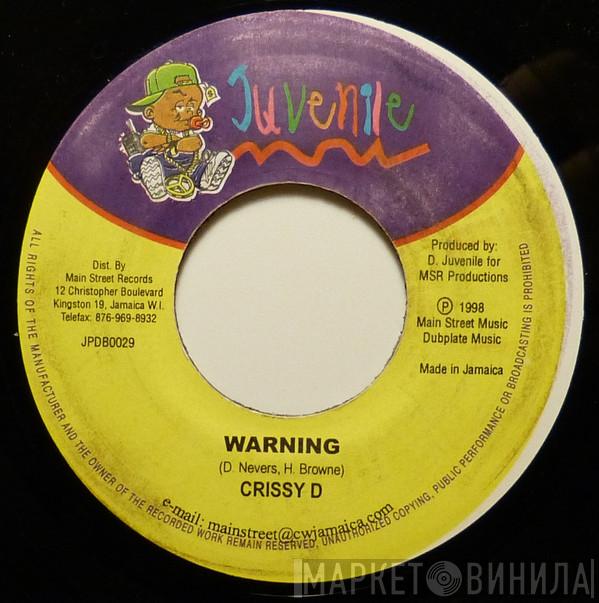 Juvenile
Dist. By
Main Street Records
12 Christopher Boulevard
Kingston 19, Jamaica W.I.
Telefax: 876-969-8932
JPDB0029
Produced by:
D. Juvenile for
MSR Productions
℗ 1998
Main Street Music
Dubplate Music
Made in Jamaica
WARNING
(D. Nevers, H. Browne)
CRISSY D
e-mail: mainstreet@cwjamaica.com
ALL RIGHTS OF THE MANUFACTURER AND THE OWNER OF THE RECORDED WORK REMAIN RESERVED, UNAUTHORIZED COPYING, PUBLIC PERFORMANCE OR BROADCASTING IS PROHIBITED
МАРКЕТ ВИНИЛА